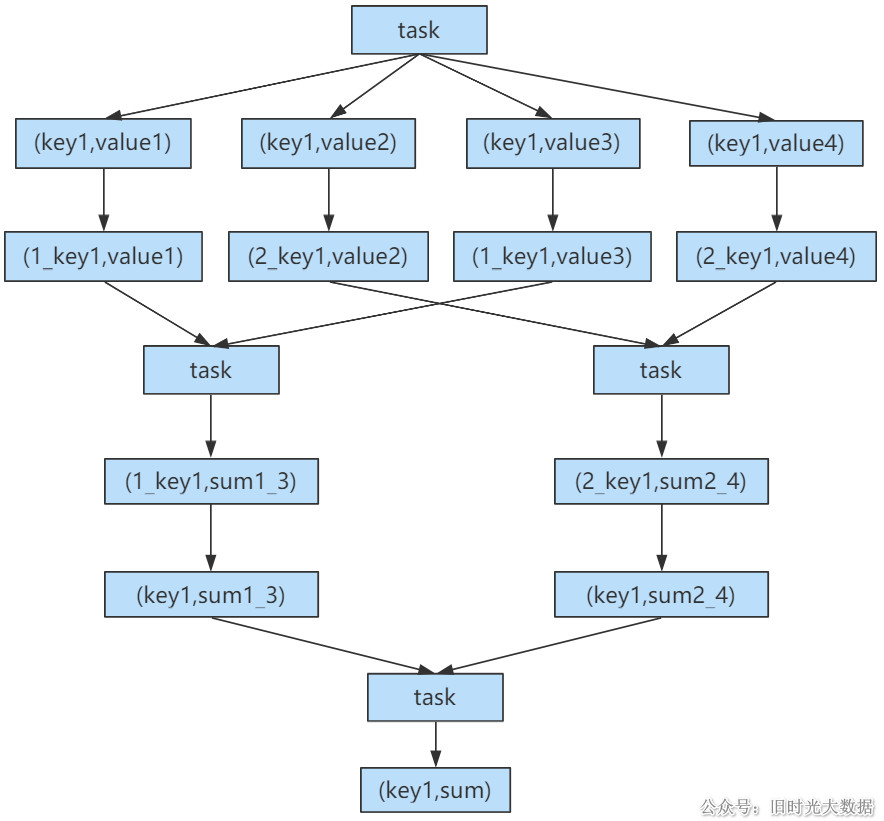 task
(key1,value1)
(key1,value2)
(key1,value3)
(key1,value4)
(1_key1,value1)
(2_key1,value2)
(1_key1,value3)
(2_key1,value4)
task
task
(1_key1,sum1_3)
(2_key1,sum2_4)
(key1,sum1_3)
(key1,sum2_4)
task
(key1,sum)
公众号：旧时光大数据